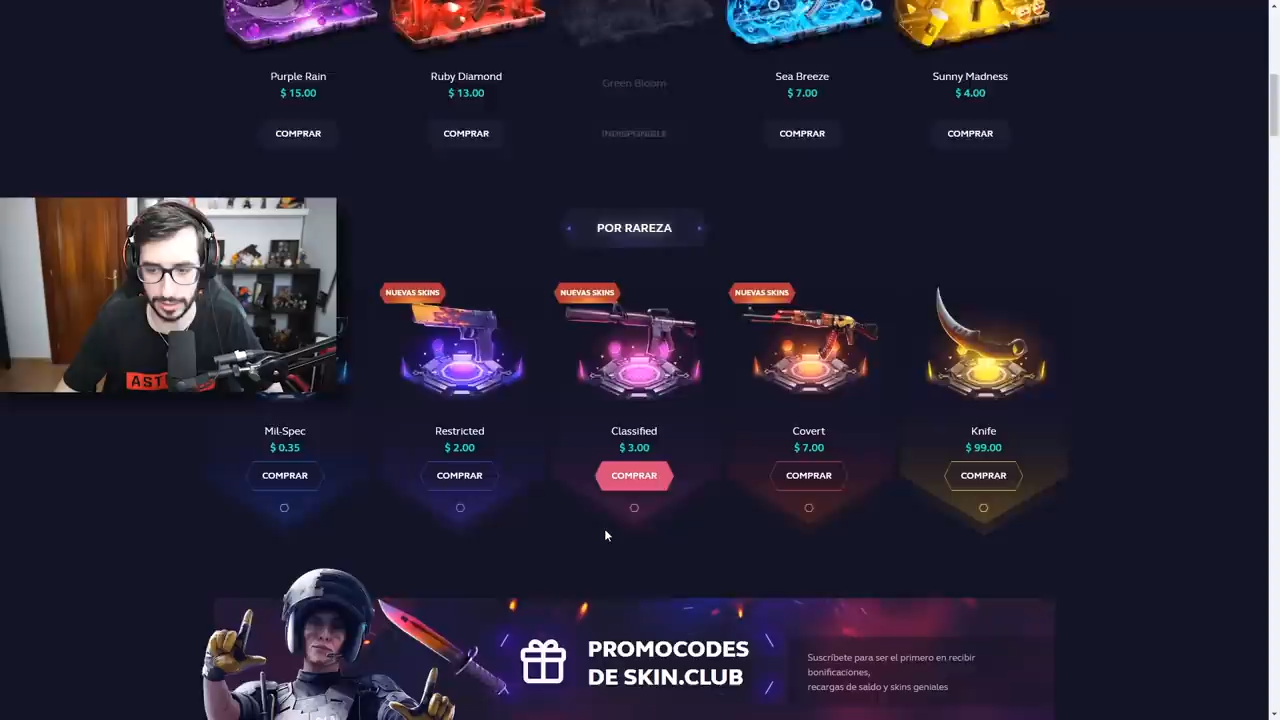 Purple Rain
$ 15.00
COMPRAR
Ruby Diamond
$ 13.00
COMPRAR
Green Bloom
INDISPONIBLE
Sea Breeze
$ 7.00
COMPRAR
Sunny Madness
$ 4.00
COMPRAR
POR RAREZA
AST
Mil-Spec
$ 0.35
COMPRAR
NUEVAS SKINS
Restricted
$ 2.00
COMPRAR
NUEVAS SKINS
Classified
$ 3.00
COMPRAR
NUEVAS SKINS
Covert
$ 7.00
COMPRAR
Knife
$ 99.00
COMPRAR
PROMOCODES
DE SKIN.CLUB
Suscríbete para ser el primero en recibir
bonificaciones,
recargas de saldo y skins geniales